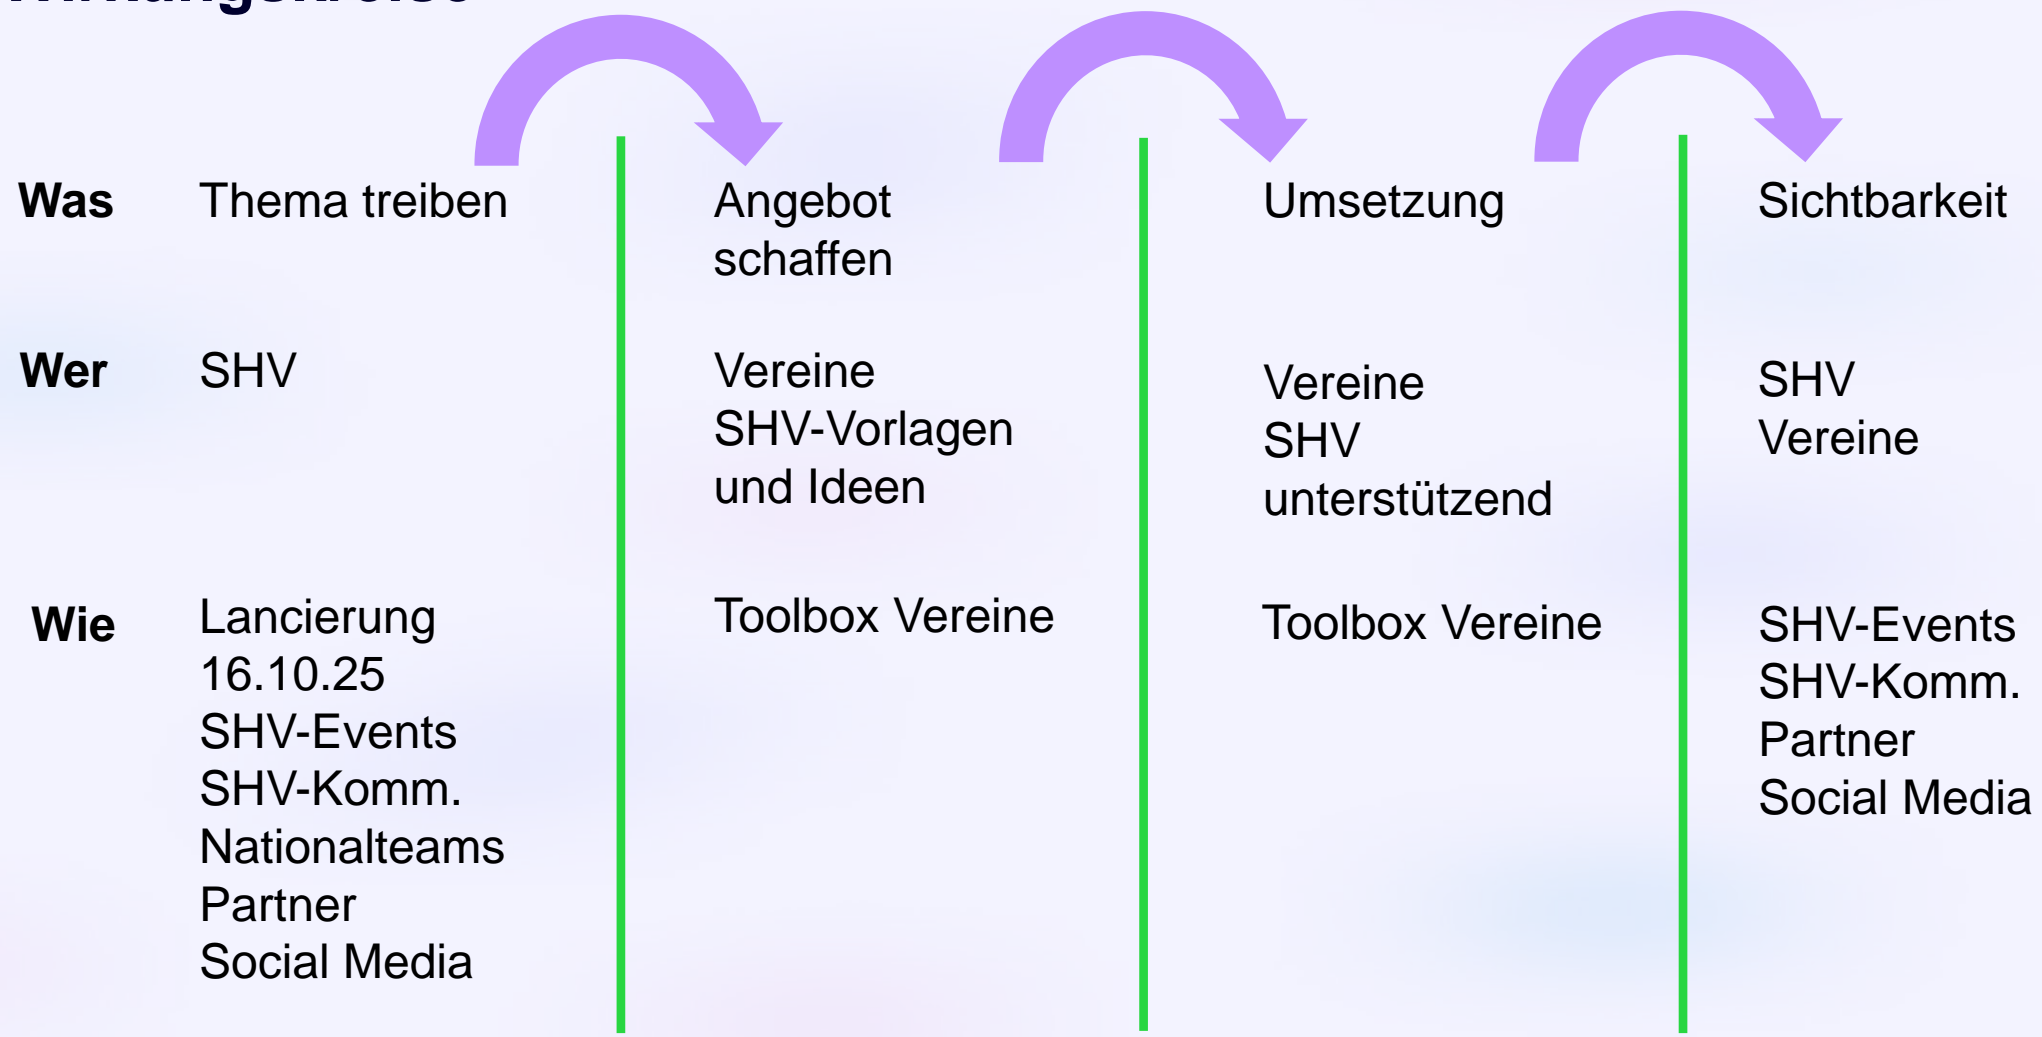 Was
Thema treiben
Angebot
schaffen
Umsetzung
Sichtbarkeit
Wer
SHV
Vereine
SHV-Vorlagen
und Ideen
Vereine
SHV
unterstützend
SHV
Vereine
Wie
Lancierung
16.10.25
SHV-Events
SHV-Komm.
Nationalteams
Partner
Social Media
Toolbox Vereine
Toolbox Vereine
SHV-Events
SHV-Komm.
Partner
Social Media